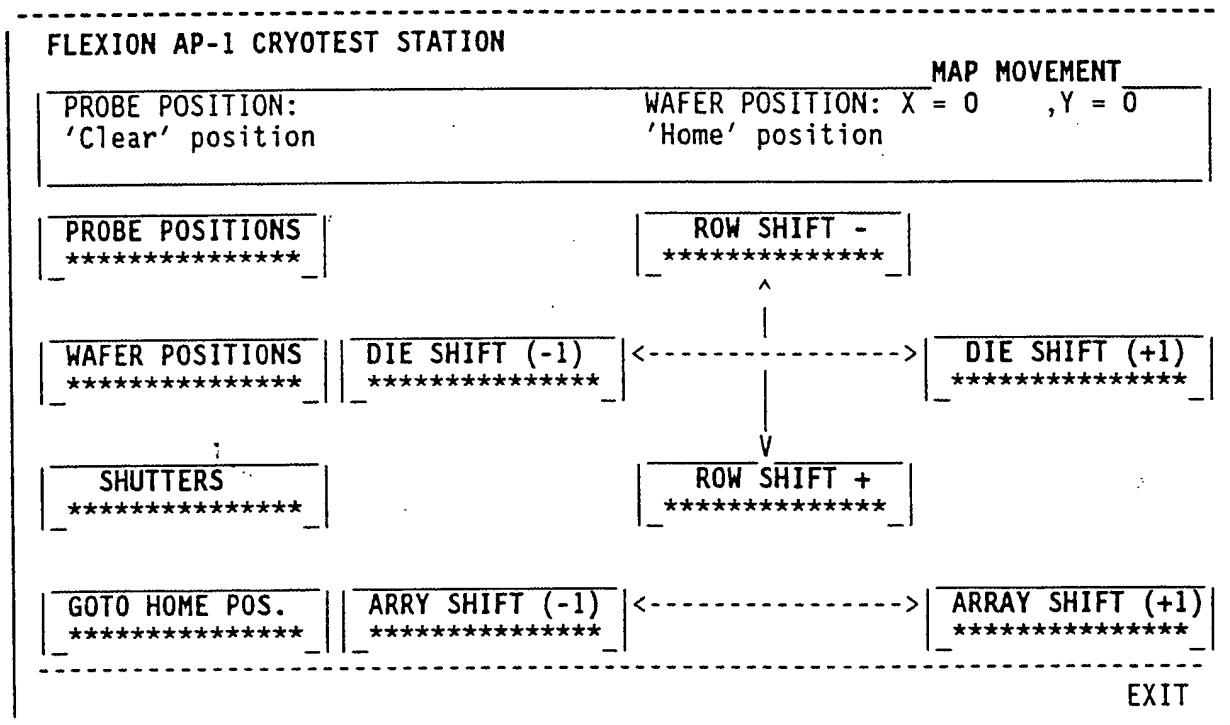 FLEXION AP-1 CRYOTEST STATION
MAP MOVEMENT
PROBE POSITION: WAFER POSITION: X = 0 ,Y = 0
'Clear' position 'Home' position
PROBE POSITIONS ROW SHIFT -
*************** **************
WAFER POSITIONS DIE SHIFT (-1) <----------------> DIE SHIFT (+1)
*************** *************** ***************
SHUTTERS ROW SHIFT +
*************** **************
GOTO HOME POS. ARRY SHIFT (-1) <----------------> ARRAY SHIFT (+1)
*************** *************** ***************
EXIT